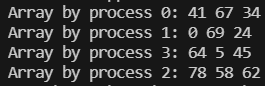 Array by process 0: 41 67 34
Array by process 1: 0 69 24
Array by process 3: 64 5 45
Array by process 2: 78 58 62